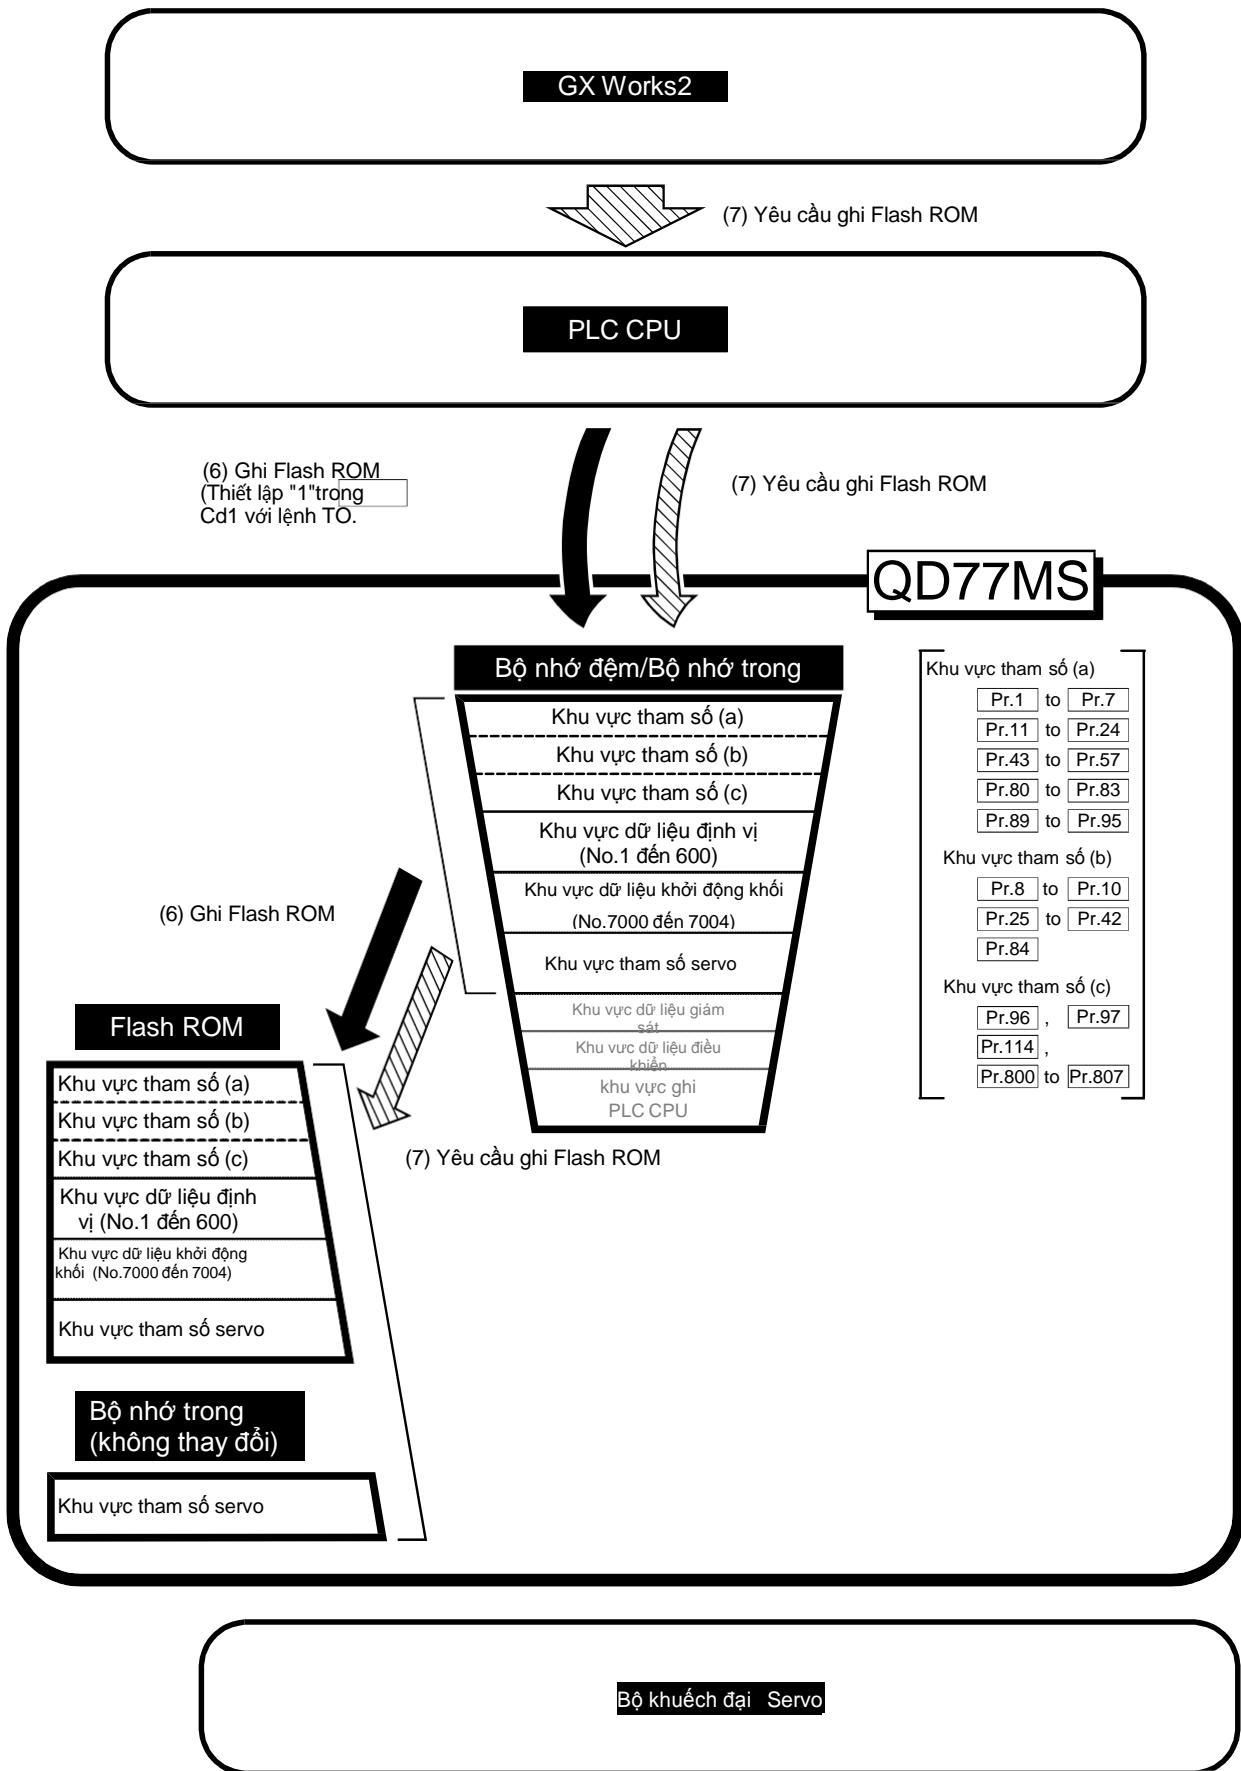 GX Works2
(7) Yêu cầu ghi Flash ROM
PLC CPU
(6) Ghi Flash ROM
(Thiết lập "1"trong
Cd1 với lệnh TO.
(7) Yêu cầu ghi Flash ROM
QD77MS
Bộ nhớ đệm/Bộ nhớ trong
Khu vực tham số (a)
Khu vực tham số (b)
Khu vực tham số (c)
Khu vực dữ liệu định vị
(No.1 đến 600)
Khu vực dữ liệu khởi động khối
(No.7000 đến 7004)
Khu vực tham số servo
Khu vực dữ liệu giám
sát
Khu vưc dữ liệu điều
khiển
khu vực ghi
PLC CPU
Khu vực tham số (a)
Pr.1 to Pr.7
Pr.11 to Pr.24
Pr.43 to Pr.57
Pr.80 to Pr.83
Pr.89 to Pr.95
Khu vực tham số (b)
Pr.8 to Pr.10
Pr.25 to Pr.42
Pr.84
Khu vực tham số (c)
Pr.96 , Pr.97
Pr.114 ,
Pr.800 to Pr.807
(6) Ghi Flash ROM
(7) Yêu cầu ghi Flash ROM
Flash ROM
Khu vực tham số (a)
Khu vực tham số (b)
Khu vực tham số (c)
Khu vực dữ liệu định
vị (No.1 đến 600)
Khu vực dữ liệu khởi động
khối (No.7000 đến 7004)
Khu vực tham số servo
Bộ nhớ trong
(không thay đổi)
Khu vực tham số servo
Bộ khuếch đại Servo